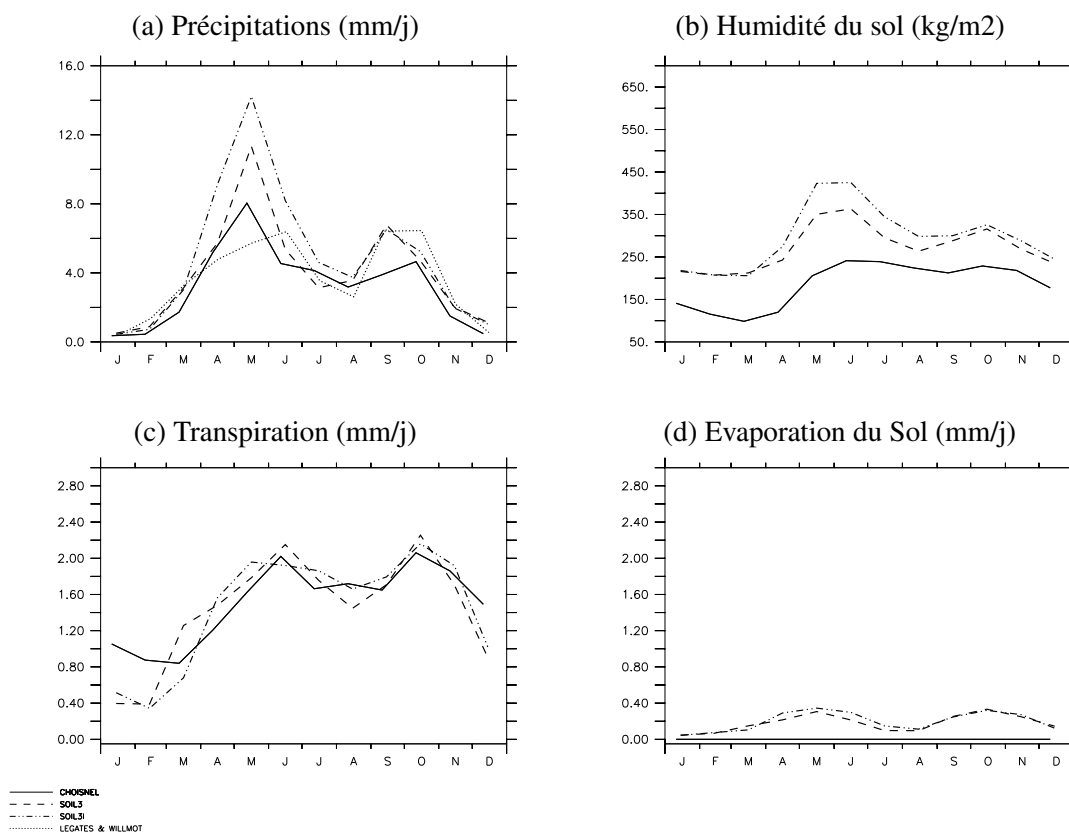 (a) Précipitations (mm/j)
16.0
12.0
8.0
4.0
0.0
J F M A M J J A S O N D
(b) Humidité du sol (kg/m2)
650.
550.
450.
350.
250.
150.
50.
J F M A M J J A S O N D
(c) Transpiration (mm/j)
2.80
2.40
2.00
1.60
1.20
0.80
0.40
0.00
J F M A M J J A S O N D
(d) Evaporation du Sol (mm/j)
2.80
2.40
2.00
1.60
1.20
0.80
0.40
0.00
J F M A M J J A S O N D
CHOISNEL
SOIL3
SOIL3I
LEGATES & WILLMOT